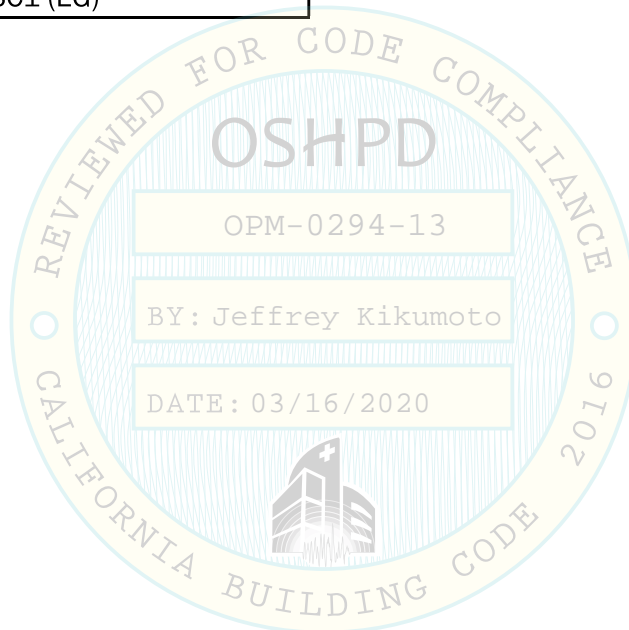 REVIEWED FOR CODE COMPLIANCE
OSHPD
OPM-0294-13
BY: Jeffrey Kikumoto
DATE: 03/16/2020
CALIFORNIA BUILDING CODE 2016